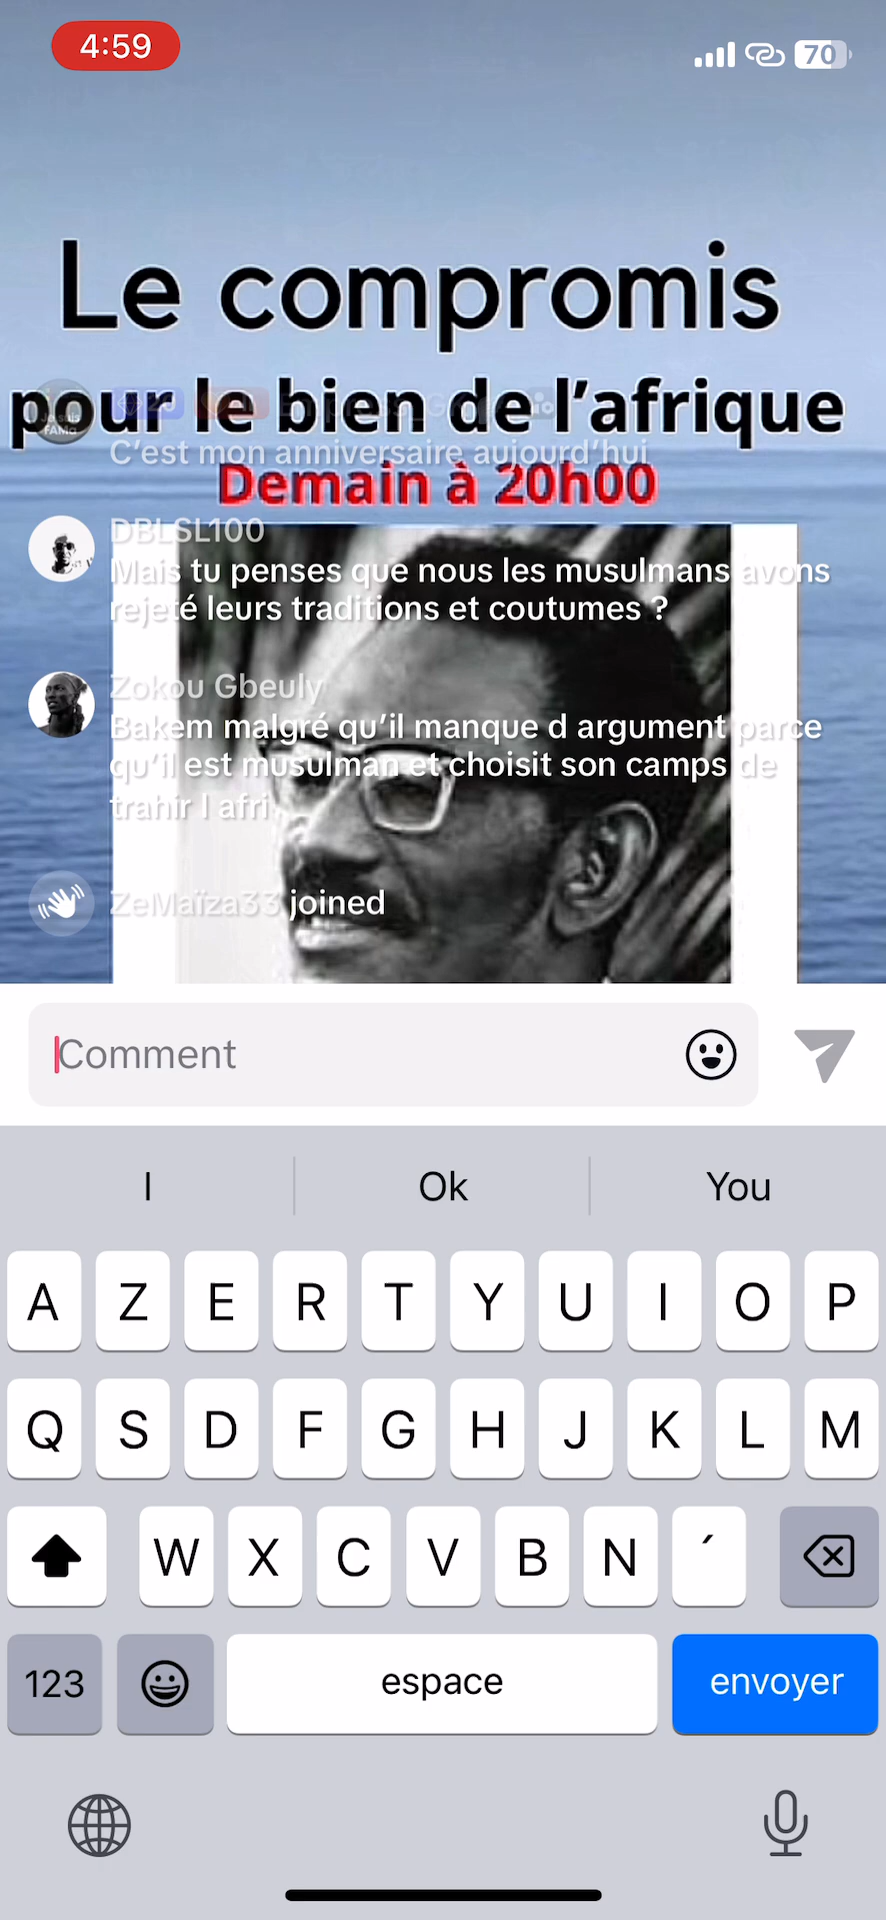 4:59
70
Le compromis
pour le bien de l’afrique
C’est mon anniversaire aujourd’hui
Demain à 20h00
DBLSL100
Mais tu penses que nous les musulmans avons
rejeté leurs traditions et coutumes ?
Zokou Gbeuly
Bakem malgré qu’il manque d argument parce
qu’il est musulman et choisit son camps de
trahir l afri
ZeMaïza33 joined
Comment
I Ok You
A Z E R T Y U I O P
Q S D F G H J K L M
W X C V B N ´
123 espace envoyer